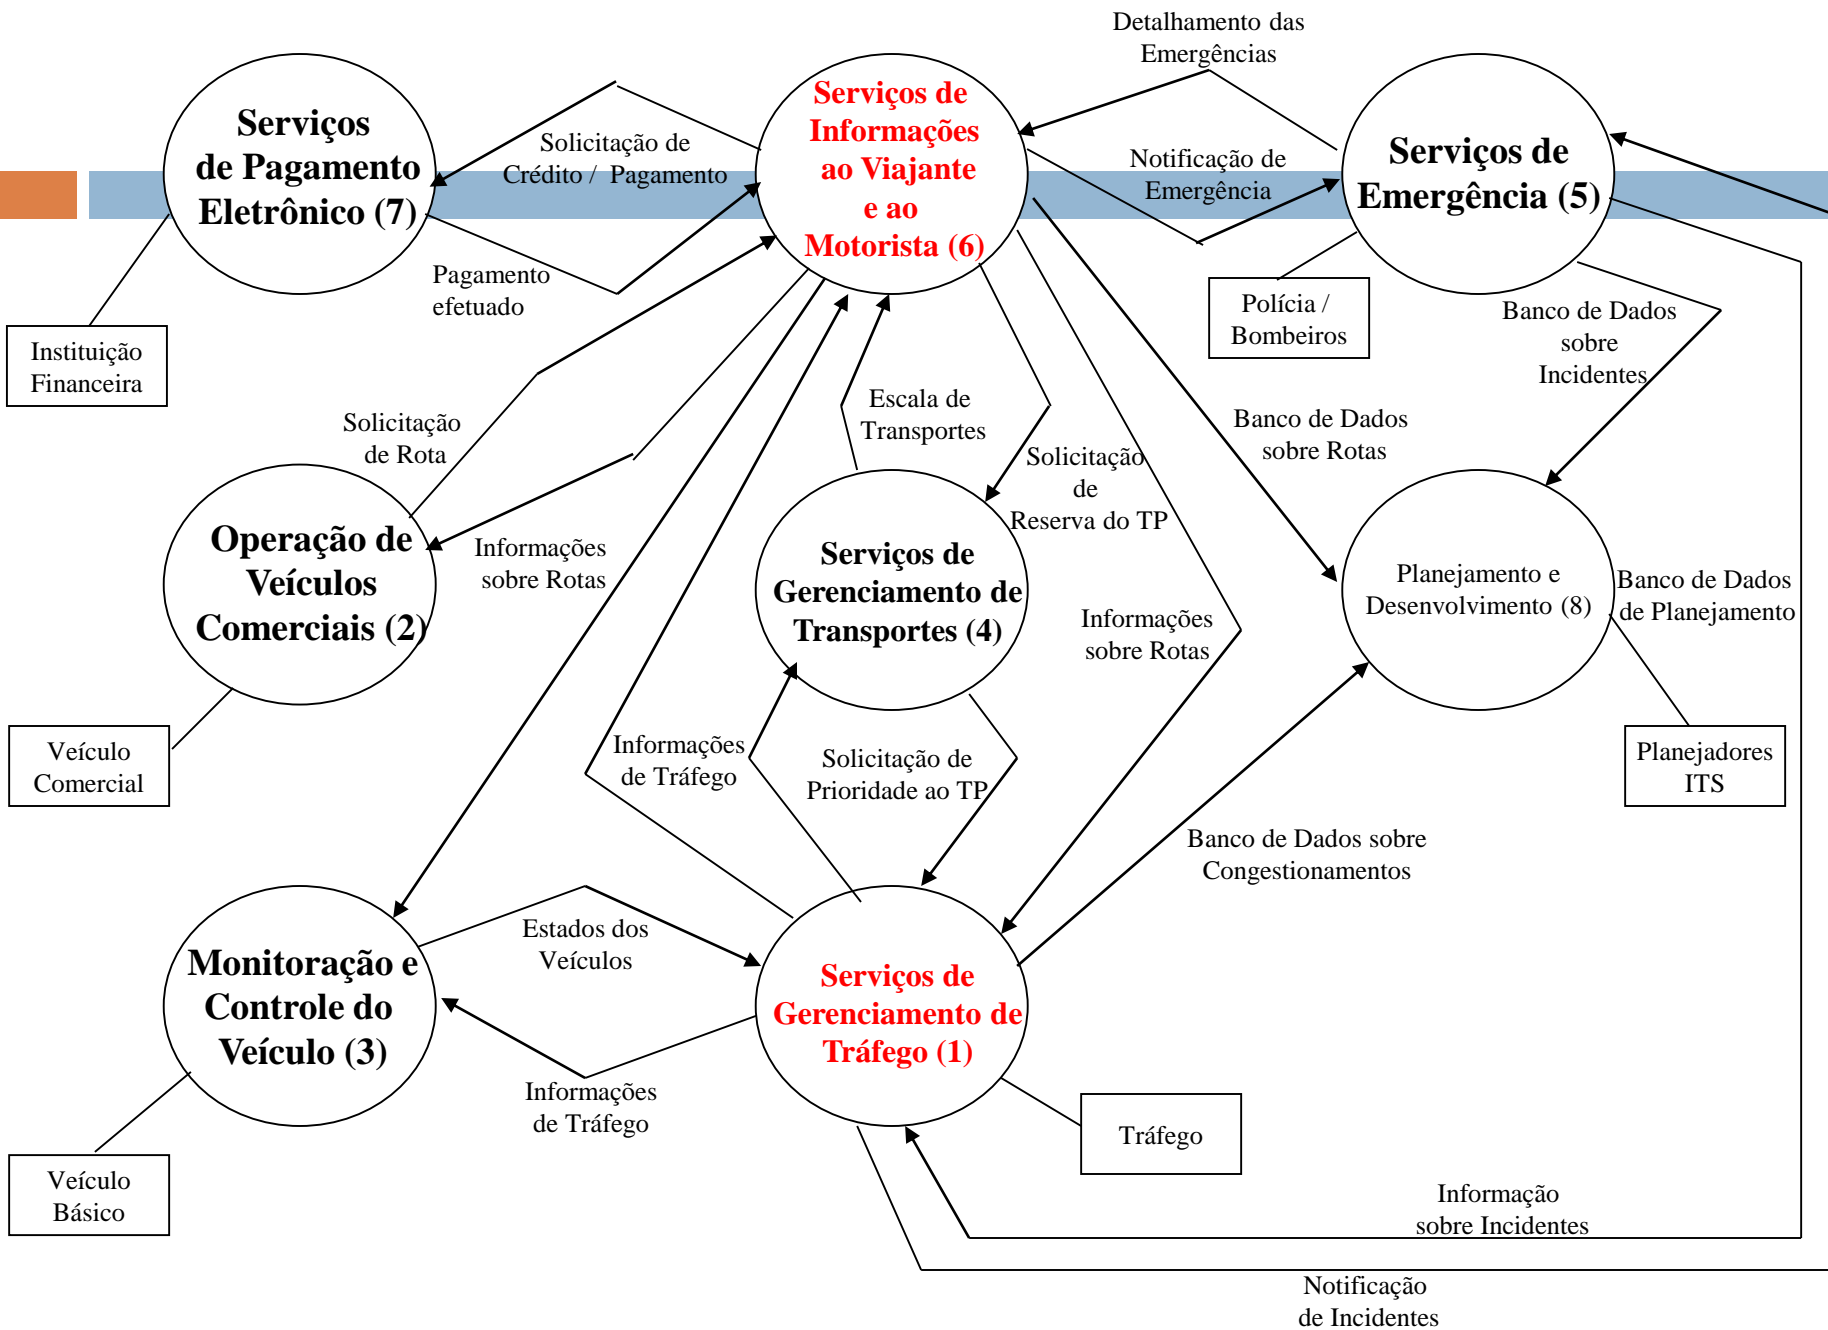 Detalhamento das
Emergências
Serviços
de Pagamento
Eletrônico (7)
Solicitação de
Crédito / Pagamento
Serviços de
Informações
ao Viajante
e ao
Motorista (6)
Notificação de
Emergência
Serviços de
Emergência (5)
Pagamento
efetuado
Instituição
Financeira
Polícia /
Bombeiros
Banco de Dados
sobre
Incidentes
Solicitação
de Rota
Escala de
Transportes
Solicitação
de
Reserva do TP
Banco de Dados
sobre Rotas
Operação de
Veículos
Comerciais (2)
Informações
sobre Rotas
Serviços de
Gerenciamento de
Transportes (4)
Informações
sobre Rotas
Planejamento e
Desenvolvimento (8)
Banco de Dados
de Planejamento
Veículo
Comercial
Informações
de Tráfego
Solicitação de
Prioridade ao TP
Planejadores
ITS
Banco de Dados sobre
Congestionamentos
Monitoração e
Controle do
Veículo (3)
Estados dos
Veículos
Serviços de
Gerenciamento de
Tráfego (1)
Informações
de Tráfego
Tráfego
Veículo
Básico
Informação
sobre Incidentes
Notificação
de Incidentes